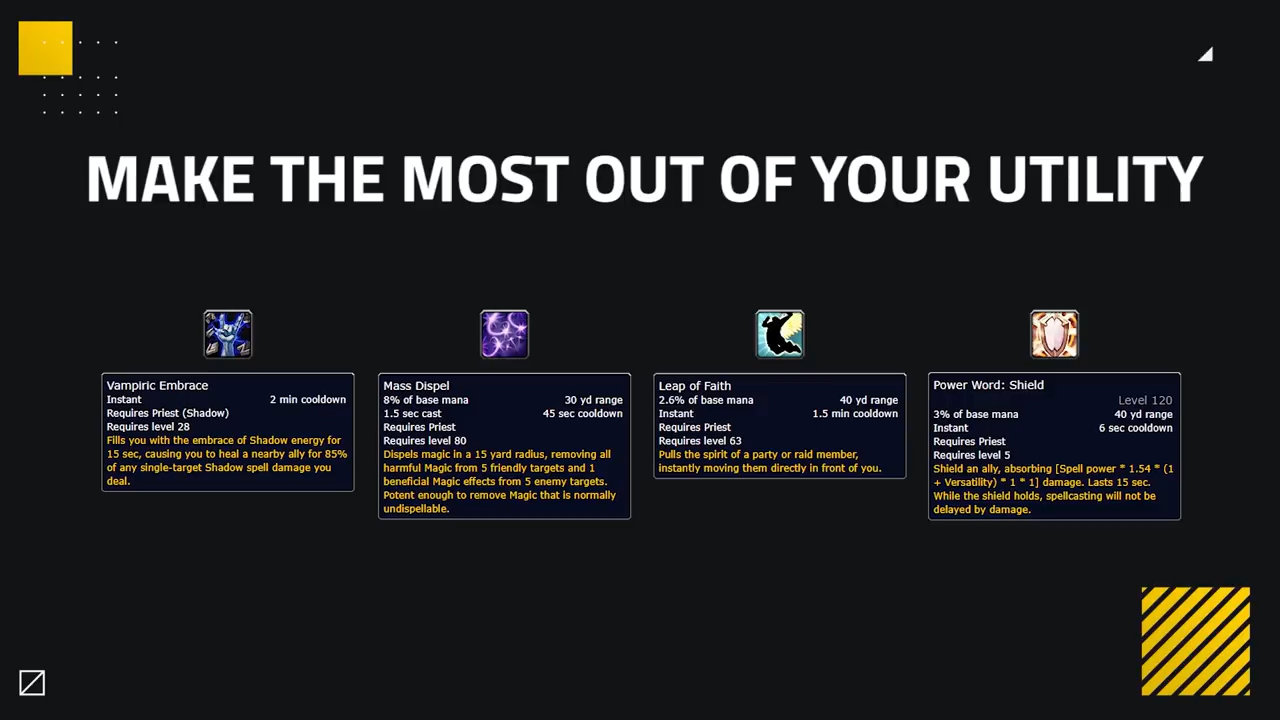 MAKE THE MOST OUT OF YOUR UTILITY
Vampiric Embrace
Instant 2 min cooldown
Requires Priest (Shadow)
Requires level 28
Fills you with the embrace of Shadow energy for
15 sec, causing you to heal a nearby ally for 85%
of any single-target Shadow spell damage you
deal.
Mass Dispel
8% of base mana 30 yd range
1.5 sec cast 45 sec cooldown
Requires Priest
Requires level 80
Dispels magic in a 15 yard radius, removing all
harmful Magic from 5 friendly targets and 1
beneficial Magic effects from 5 enemy targets.
Potent enough to remove Magic that is normally
undispellable.
Leap of Faith
2.6% of base mana 40 yd range
Instant 1.5 min cooldown
Requires Priest
Requires level 63
Pulls the spirit of a party or raid member,
instantly moving them directly in front of you.
Power Word: Shield
Level 120
3% of base mana 40 yd range
Instant 6 sec cooldown
Requires Priest
Requires level 5
Shield an ally, absorbing [Spell power * 1.54 * (1
+ Versatility) * 1 * 1] damage. Lasts 15 sec.
While the shield holds, spellcasting will not be
delayed by damage.